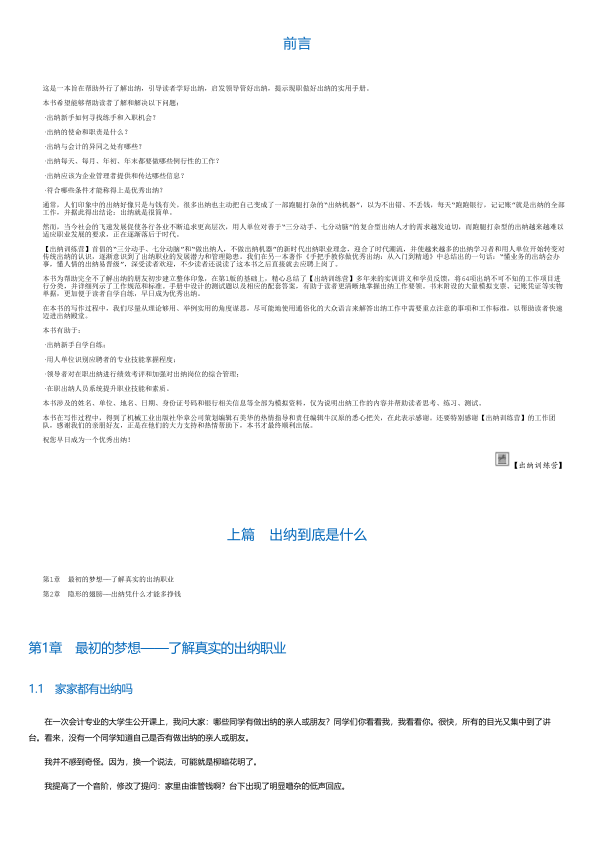 前言
这是一本旨在帮助外行了解出纳，引导读者学好出纳，启发领导管好出纳，提示现职做好出纳的实用手册。
本书希望能够帮助读者了解和解决以下问题：
·出纳新手如何寻找练手和入职机会？
·出纳的使命和职责是什么？
·出纳与会计的异同之处有哪些？
·出纳每天、每月、年初、年末都要做哪些例行性的工作？
·出纳应该为企业管理者提供和传达哪些信息？
·符合哪些条件才能称得上是优秀出纳？
通常，人们印象中的出纳好像只是与钱有关。很多出纳也主动把自己变成了一部跑腿打杂的“出纳机器”，以为不出错、不丢钱，每天“跑跑银行，记记账”就是出纳的全部
工作，并据此得出结论：出纳就是很简单。
然而，当今社会的飞速发展促使各行各业不断追求更高层次，用人单位对善于“三分动手、七分动脑”的复合型出纳人才的需求越发迫切，而跑腿打杂型的出纳越来越难以
适应职业发展的要求，正在逐渐落后于时代。
【出纳训练营】首倡的“三分动手、七分动脑”和“做出纳人，不做出纳机器”的新时代出纳职业理念，迎合了时代潮流，并使越来越多的出纳学习者和用人单位开始转变对
传统出纳的认识，逐渐意识到了出纳职业的发展潜力和管理隐患。我们在另一本著作《手把手教你做优秀出纳：从入门到精通》中总结出的一句话：“懂业务的出纳会办
事，懂人情的出纳易晋级”，深受读者欢迎，不少读者还说读了这本书之后直接就去应聘上岗了。
本书为帮助完全不了解出纳的朋友初步建立整体印象，在第1版的基础上，精心总结了【出纳训练营】多年来的实训讲义和学员反馈，将64项出纳不可不知的工作项目进
行分类，并详细列示了工作规范和标准。手册中设计的测试题以及相应的配套答案，有助于读者更清晰地掌握出纳工作要领。书末附设的大量模拟支票、记账凭证等实物
单据，更加便于读者自学自练，早日成为优秀出纳。
在本书的写作过程中，我们尽量从理论够用、举例实用的角度谋思，尽可能地使用通俗化的大众语言来解答出纳工作中需要重点注意的事项和工作标准，以帮助读者快速
迈进出纳殿堂。
本书有助于：
·出纳新手自学自练；
·用人单位识别应聘者的专业技能掌握程度；
·领导者对在职出纳进行绩效考评和加强对出纳岗位的综合管理；
·在职出纳人员系统提升职业技能和素质。
本书涉及的姓名、单位、地名、日期、身份证号码和银行相关信息等全部为模拟资料，仅为说明出纳工作的内容并帮助读者思考、练习、测试。
本书在写作过程中，得到了机械工业出版社华章公司策划编辑石美华的热情指导和责任编辑牛汉原的悉心把关，在此表示感谢。还要特别感谢【出纳训练营】的工作团
队，感谢我们的亲朋好友，正是在他们的大力支持和热情帮助下，本书才最终顺利出版。
祝您早日成为一个优秀出纳！
【出纳训练营】
上篇　出纳到底是什么
第1章　最初的梦想——了解真实的出纳职业
第2章　隐形的翅膀——出纳凭什么才能多挣钱
第1章　最初的梦想——了解真实的出纳职业
1.1　家家都有出纳吗
在一次会计专业的大学生公开课上，我问大家：哪些同学有做出纳的亲人或朋友？同学们你看看我，我看看你。很快，所有的目光又集中到了讲
台。看来，没有一个同学知道自己是否有做出纳的亲人或朋友。
我并不感到奇怪。因为，换一个说法，可能就是柳暗花明了。
我提高了一个音阶，修改了提问：家里由谁管钱啊？台下出现了明显嘈杂的低声回应。